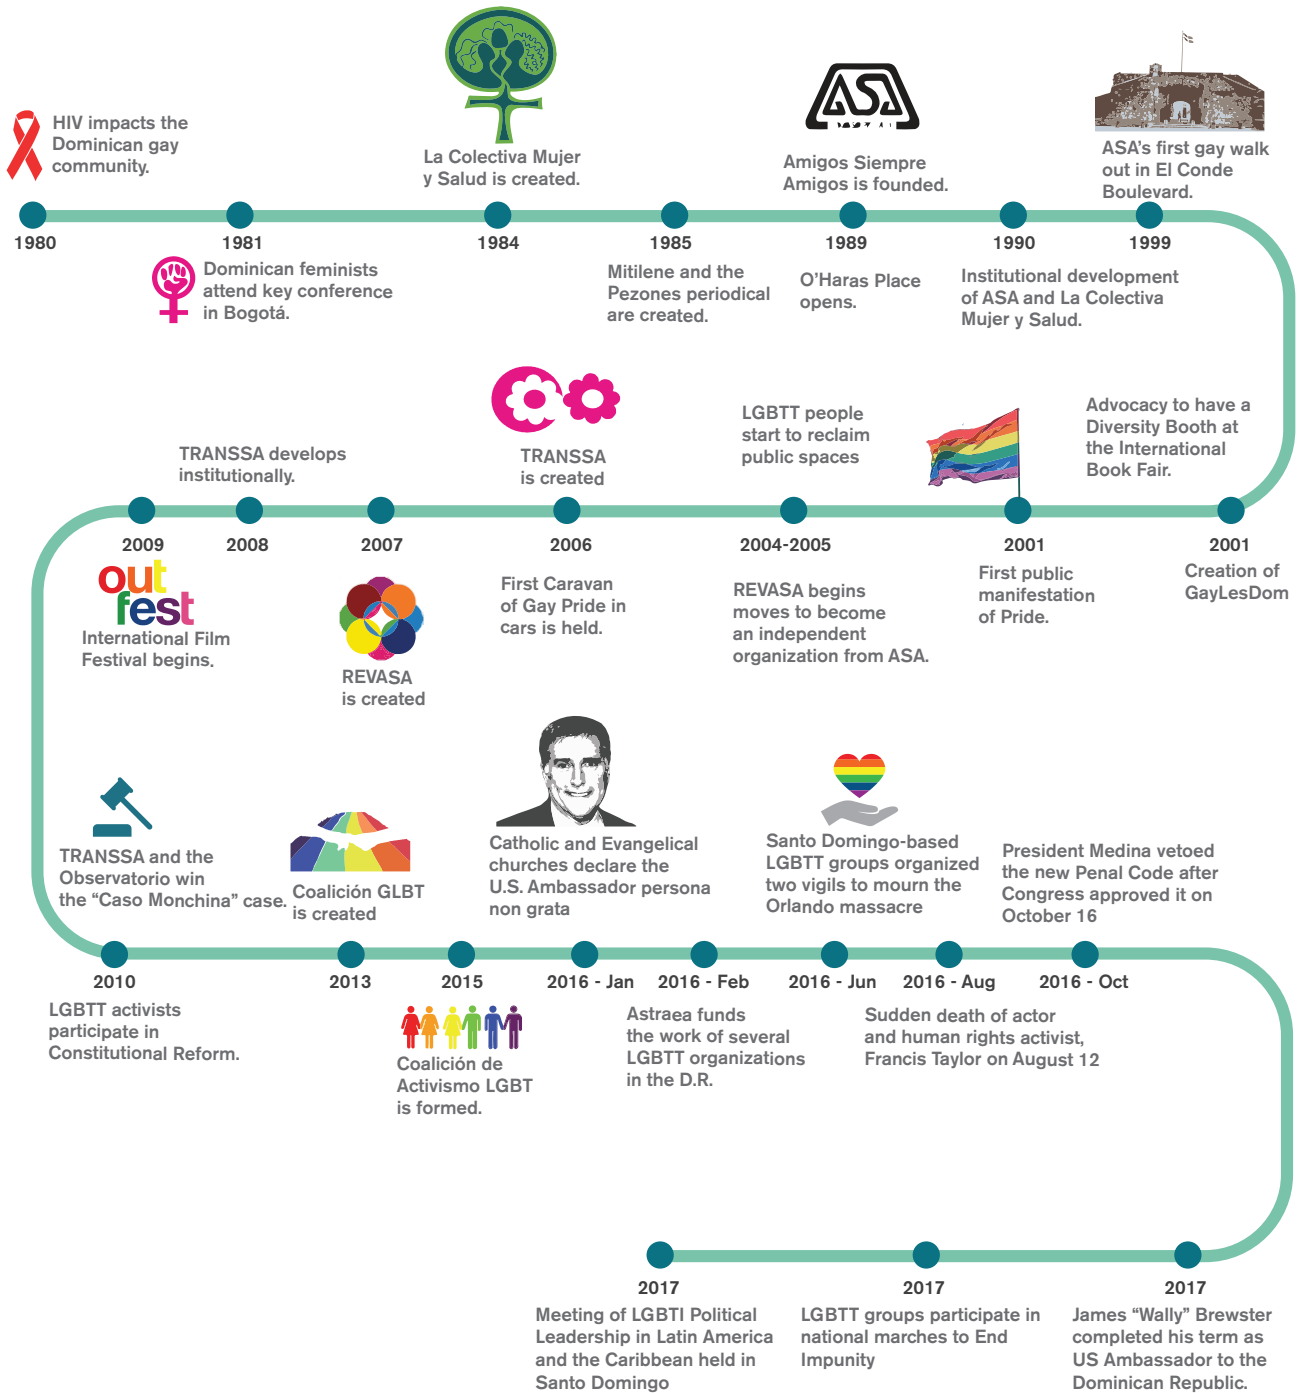 HIV impacts the
Dominican gay
community.
La Colectiva Mujer
y Salud is created.
ASA
Amigos Siempre
Amigos is founded.
ASA’s first gay walk
out in El Conde
Boulevard.
1980
1981
1984
1985
1989
1990
1999
Dominican feminists
attend key conference
in Bogotá.
Mitilene and the
Pezones periodical
are created.
O’Haras Place
opens.
Institutional development
of ASA and La Colectiva
Mujer y Salud.
Advocacy to have a
Diversity Booth at
the International
Book Fair.
LGBTT people
start to reclaim
public spaces
TRANSSA
is created
TRANSSA develops
institutionally.
2009
2008
2007
2006
2004-2005
2001
2001
out
fest
International Film
Festival begins.
REVASA
is created
First Caravan
of Gay Pride in
cars is held.
REVASA begins
moves to become
an independent
organization from ASA.
First public
manifestation
of Pride.
Creation of
GayLesDom
TRANSSA and the
Observatorio win
the “Caso Monchina” case.
Coalición GLBT
is created
Catholic and Evangelical
churches declare the
U.S. Ambassador persona
non grata
Santo Domingo-based
LGBTT groups organized
two vigils to mourn the
Orlando massacre
President Medina vetoed
the new Penal Code after
Congress approved it on
October 16
2010
2013
2015
2016 - Jan
2016 - Feb
2016 - Jun
2016 - Aug
2016 - Oct
LGBTT activists
participate in
Constitutional Reform.
Coalición de
Activismo LGBT
is formed.
Astraea funds
the work of several
LGBTT organizations
in the D.R.
Sudden death of actor
and human rights activist,
Francis Taylor on August 12
2017
2017
2017
Meeting of LGBTI Political
Leadership in Latin America
and the Caribbean held in
Santo Domingo
LGBTT groups participate in
national marches to End
Impunity
James “Wally” Brewster
completed his term as
US Ambassador to the
Dominican Republic.